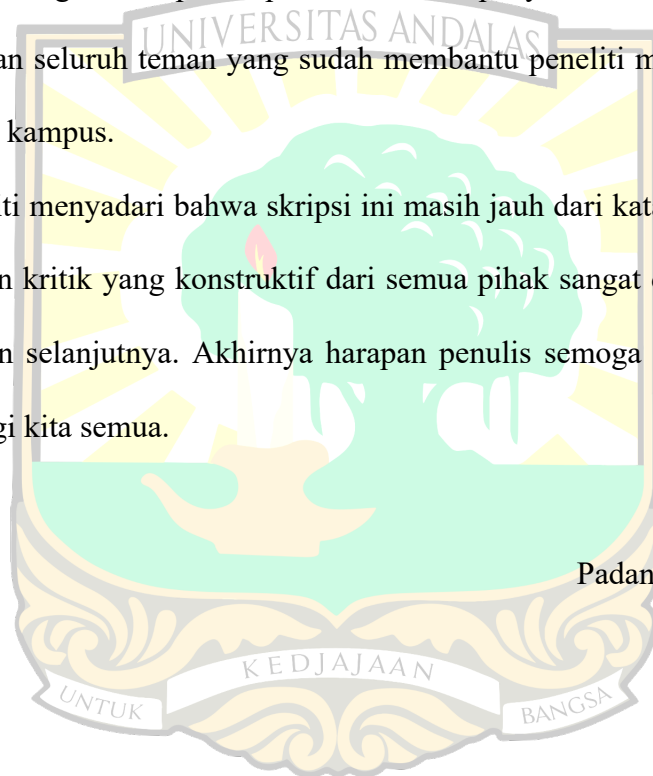 UNIVERSITAS ANDALAS
an seluruh teman yang sudah membantu peneliti m
kampus.
ti menyadari bahwa skripsi ini masih jauh dari kat
n kritik yang konstruktif dari semua pihak sangat
n selanjutnya. Akhirnya harapan penulis semoga
gi kita semua.
Padan
UNTUK KEDJAJAAN BANGSA